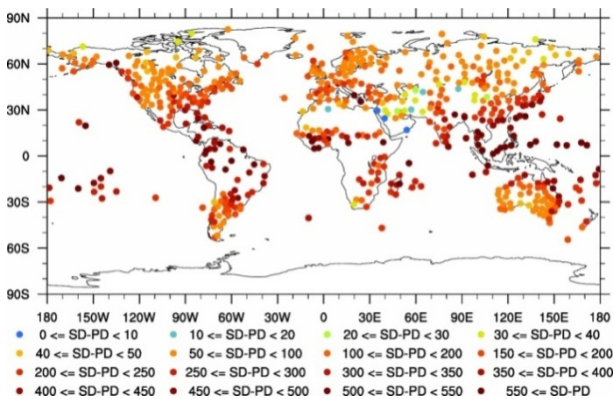 90N
60N
30N
0
30S
60S
90S
180 150W 120W 90W 60W 30W 0 30E 60E 90E 120E 150E 180
0 <= SD-PD < 10 10 <= SD-PD < 20 20 <= SD-PD < 30 30 <= SD-PD < 40
40 <= SD-PD < 50 50 <= SD-PD < 100 100 <= SD-PD < 200 150 <= SD-PD < 200
200 <= SD-PD < 250 250 <= SD-PD < 300 300 <= SD-PD < 350 350 <= SD-PD < 400
400 <= SD-PD < 450 450 <= SD-PD < 500 500 <= SD-PD < 550 550 <= SD-PD